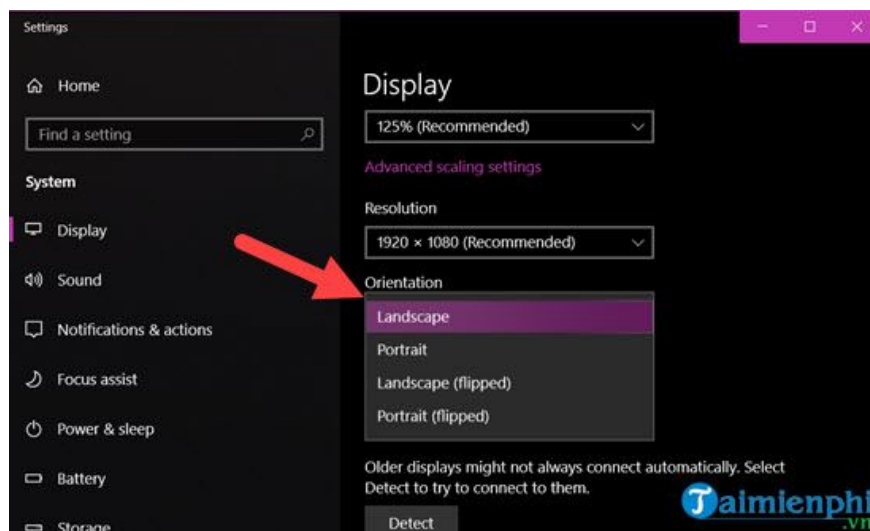 Settings
Home
Find a setting
System
Display
Sound
Notifications & actions
Focus assist
Power & sleep
Battery
Storage
Display
125% (Recommended)
Advanced scaling settings
Resolution
1920 × 1080 (Recommended)
Orientation
Landscape
Portrait
Landscape (flipped)
Portrait (flipped)
Older displays might not always connect automatically. Select
Detect to try to connect to them.
Detect
Taimienphi
.vn